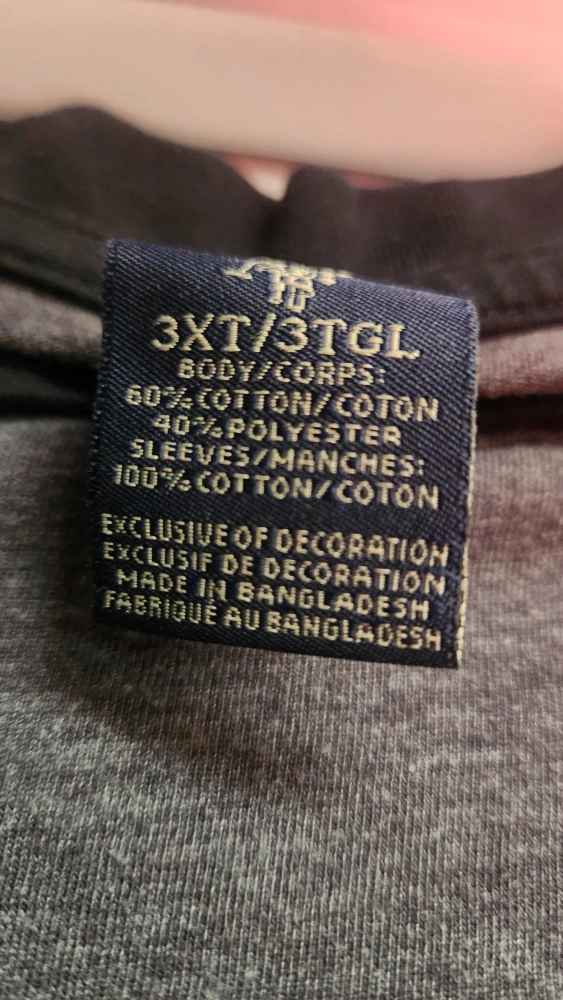 3XT/3TGL
BODY/CORPS:
60% COTTON/COTON
40% POLYESTER
SLEEVES/MANCHES:
100% COTTON/COTON
EXCLUSIVE OF DECORATION
EXCLUSIF DE DECORATION
MADE IN BANGLADESH
FABRIQUÉ AU BANGLADESH